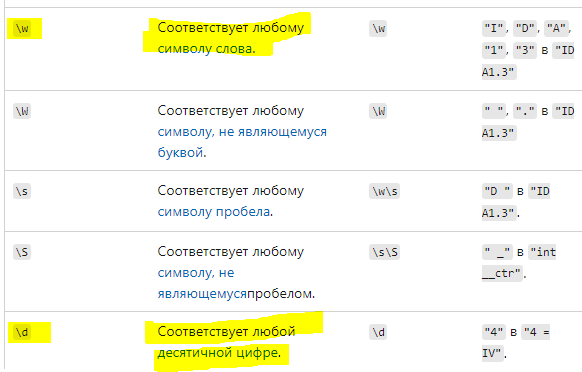 \w Соответствует любому \w "I", "D", "A",
символу слова. "1", "3" в "ID
A1.3"
\W Соответствует любому \W " ", "." в "ID
символу, не являющемуся A1.3"
буквой.
\s Соответствует любому \w\s "D " в "ID
символу пробела. A1.3".
\S Соответствует любому \s\S " _" в "int
символу, не __ctr".
являющемусяпробелом.
\d Соответствует любой \d "4" в "4 =
десятичной цифре. IV".